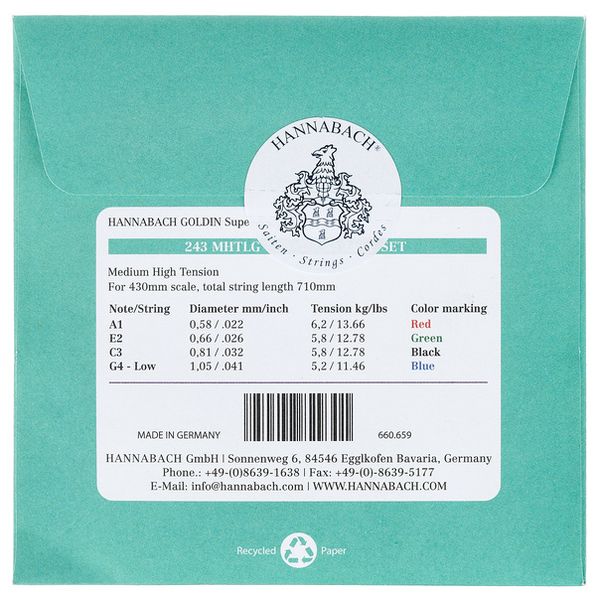 HANNABACH®
Saiten · Strings · Cordes
HANNABACH GOLDIN Supe
243 MHTLG SET
Medium High Tension
For 430mm scale, total string length 710mm
Note/String Diameter mm/inch Tension kg/lbs Color marking
A1 0,58 / .022 6,2 / 13.66 Red
E2 0,66 / .026 5,8 / 12.78 Green
C3 0,81 / .032 5,8 / 12.78 Black
G4 - Low 1,05 / .041 5,2 / 11.46 Blue
MADE IN GERMANY 660.659
HANNABACH GmbH | Sonnenweg 6, 84546 Egglkofen Bavaria, Germany
Phone.: +49-(0)8639-1638 | Fax: +49-(0)8639-5177
E-Mail: info@hannabach.com | WWW.HANNABACH.COM
Recycled Paper